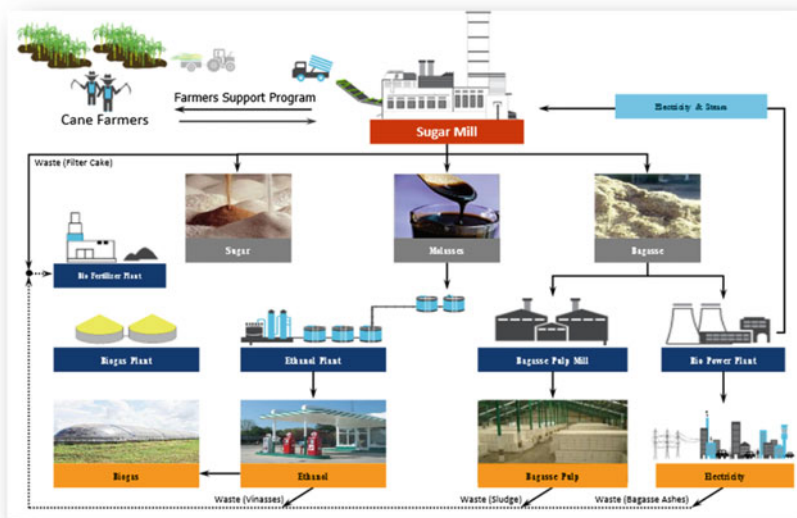 Farmers Support Program
Cane Farmers
Electricity & Steam
Sugar Mill
Waste (Filter Cake)
Sugar
Molasses
Bagasse
Bio Fertilizer Plant
Biogas Plant
Ethanol Plant
Bagasse Pulp Mill
Bio Power Plant
Biogas
Ethanol
Bagasse Pulp
Electricity
Waste (Vinasses)
Waste (Sludge)
Waste (Bagasse Ashes)